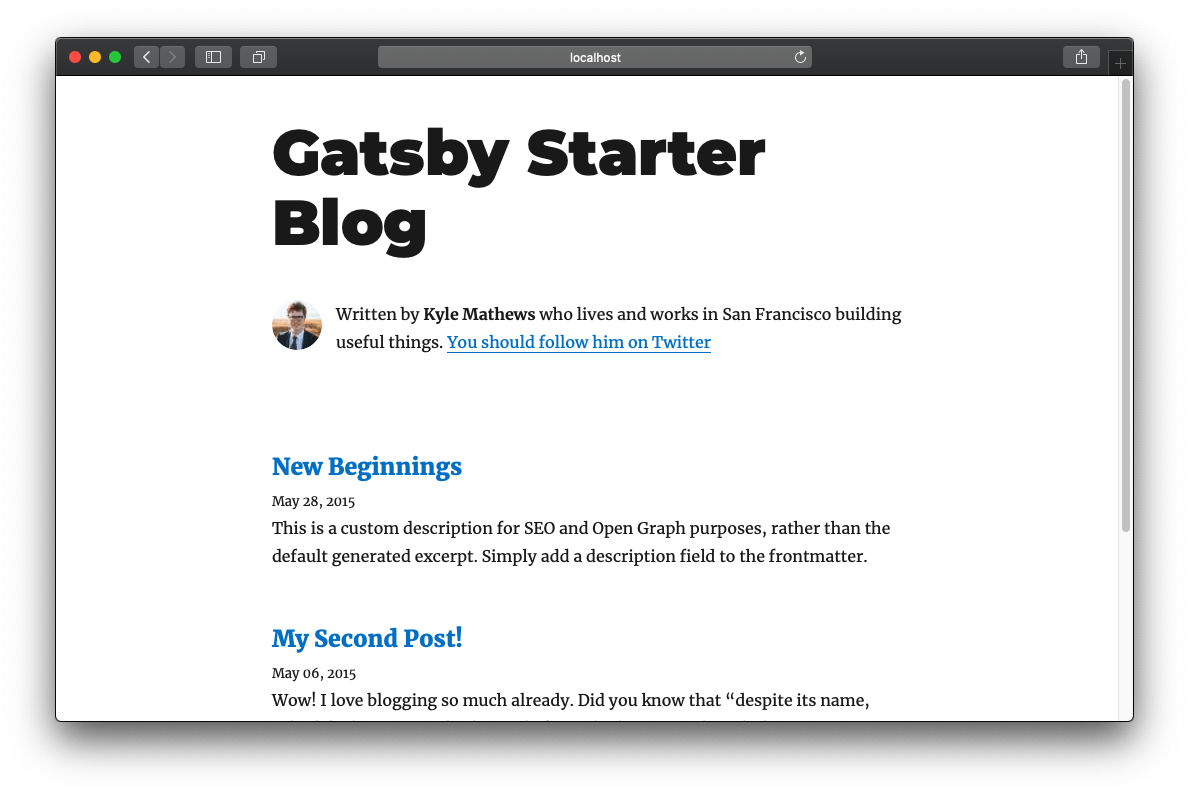 localhost
Gatsby Starter
Blog
Written by Kyle Mathews who lives and works in San Francisco building
useful things. You should follow him on Twitter
New Beginnings
May 28, 2015
This is a custom description for SEO and Open Graph purposes, rather than the
default generated excerpt. Simply add a description field to the frontmatter.
My Second Post!
May 06, 2015
Wow! I love blogging so much already. Did you know that “despite its name,